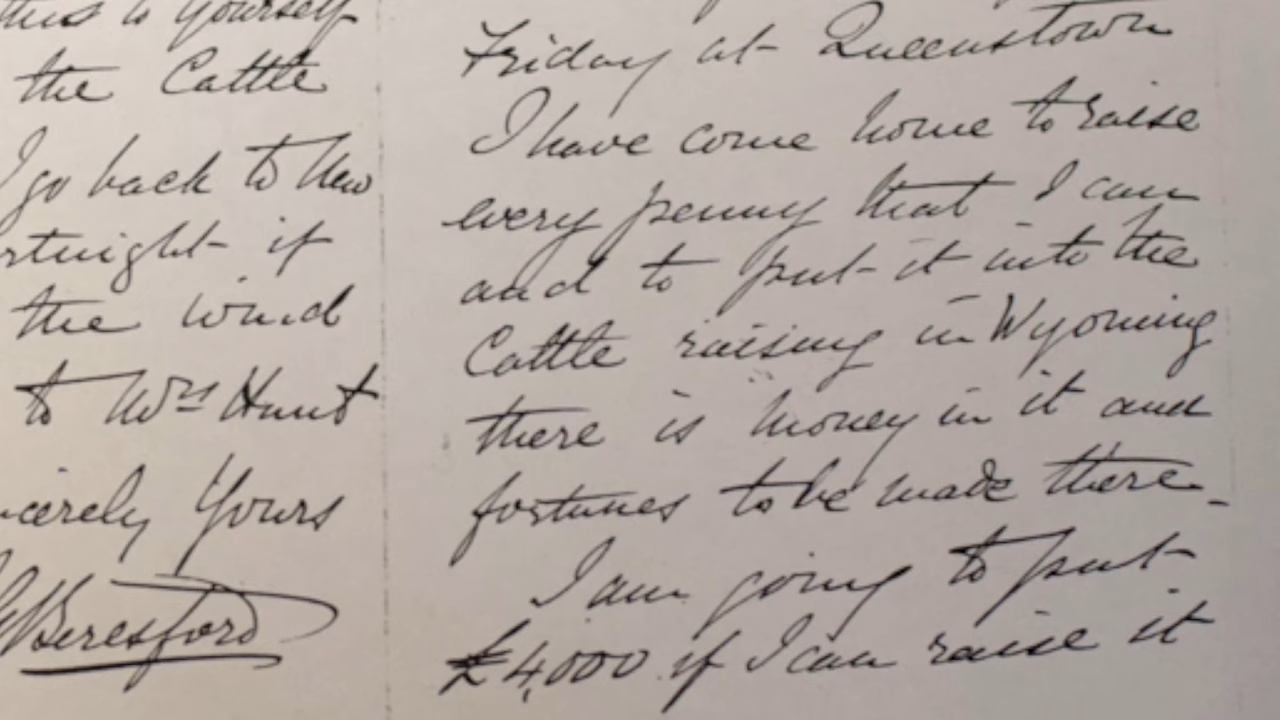 this to yourself
the Cattle
I go back to New
rtnight if
the wind
to Mrs Hunt
cerely Yours
Beresford
Friday at Queenstown
I have come home to raise
every penny that I can
and to put it into the
Cattle raising in Wyoming
there is money in it and
fortunes to be made there
I am going to put
£4,000 if I can raise it